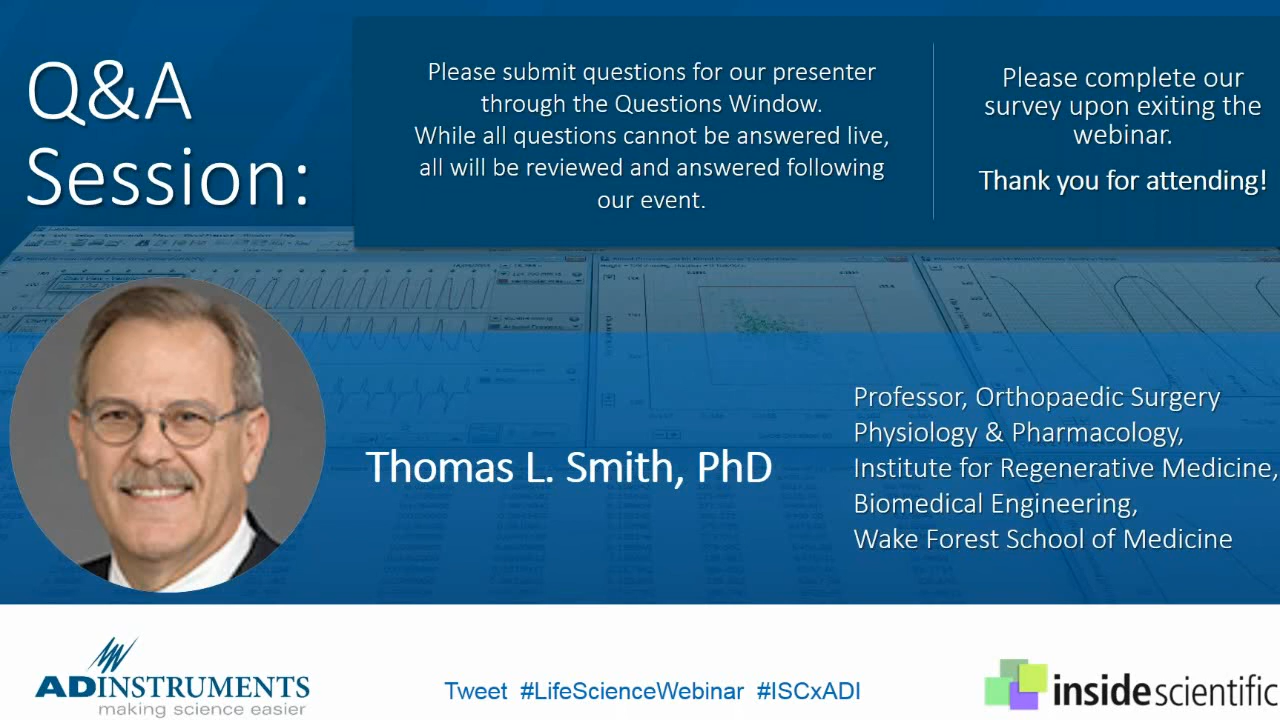 Q&A
Session:
Please submit questions for our presenter
through the Questions Window.
While all questions cannot be answered live,
all will be reviewed and answered following
our event.
Please complete our
survey upon exiting the
webinar.
Thank you for attending!
Thomas L. Smith, PhD
Professor, Orthopaedic Surgery
Physiology & Pharmacology,
Institute for Regenerative Medicine,
Biomedical Engineering,
Wake Forest School of Medicine
ADINSTRUMENTS
making science easier
Tweet #LifeScienceWebinar #ISCxADI
insidescientific